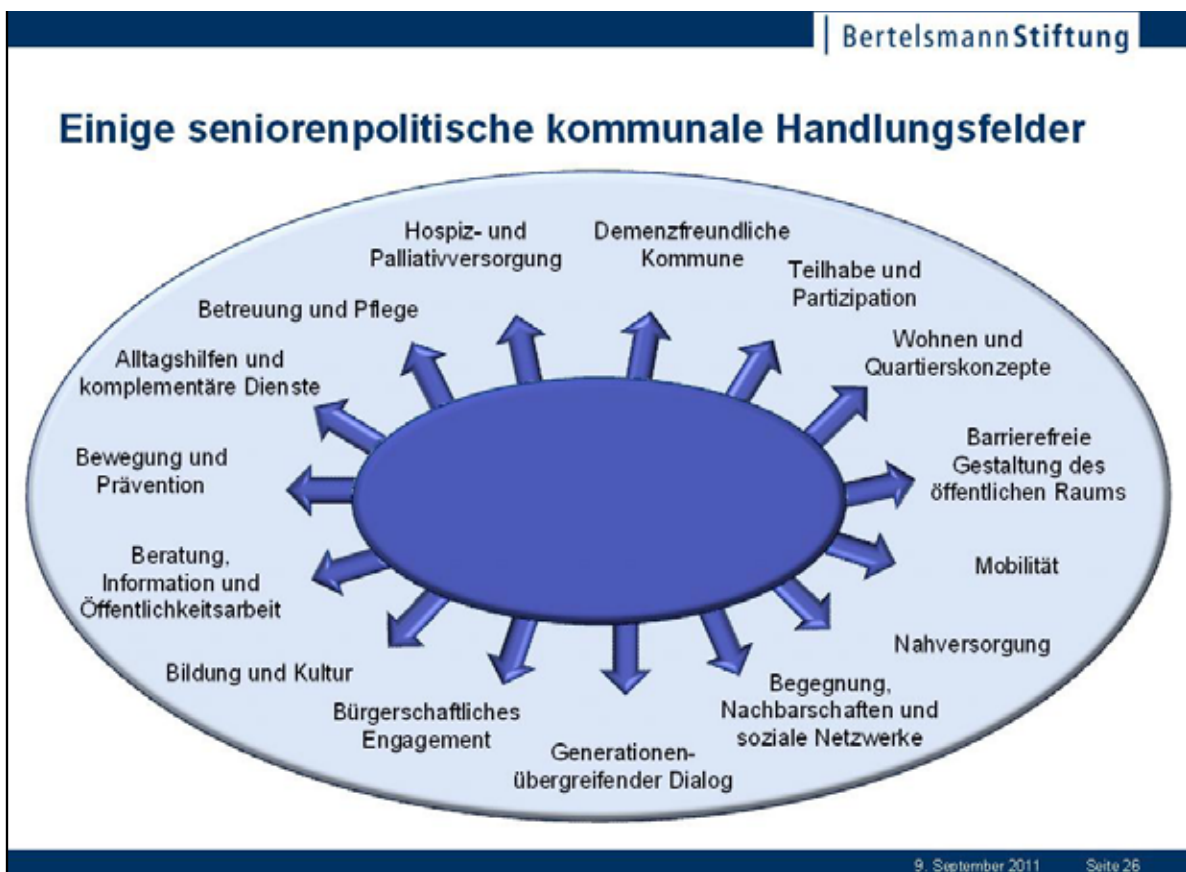 BertelsmannStiftung
Einige seniorenpolitische kommunale Handlungsfelder
Hospiz- und
Palliativversorgung
Demenzfreundliche
Kommune
Teilhabe und
Partizipation
Wohnen und
Quartierskonzepte
Barrierefreie
Gestaltung des
öffentlichen Raums
Mobilität
Nahversorgung
Begegnung,
Nachbarschaften und
soziale Netzwerke
Generationen-
übergreifender Dialog
Bürgerschaftliches
Engagement
Bildung und Kultur
Beratung,
Information und
Öffentlichkeitsarbeit
Bewegung und
Prävention
Alltagshilfen und
komplementäre Dienste
Betreuung und Pflege
9. September 2011 Seite 26